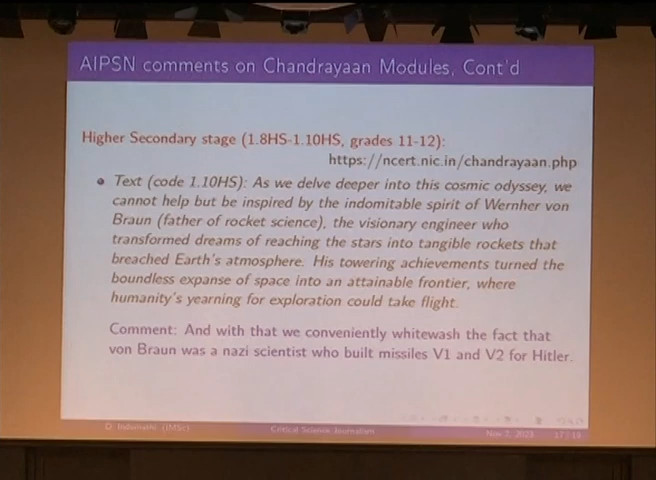 AIPSN comments on Chandrayaan Modules, Cont'd
Higher Secondary stage (1.8HS-1.10HS, grades 11-12):
https://ncert.nic.in/chandrayaan.php
• Text (code 1.10HS): As we delve deeper into this cosmic odyssey, we
cannot help but be inspired by the indomitable spirit of Wernher von
Braun (father of rocket science), the visionary engineer who
transformed dreams of reaching the stars into tangible rockets that
breached Earth's atmosphere. His towering achievements turned the
boundless expanse of space into an attainable frontier, where
humanity's yearning for exploration could take flight.
Comment: And with that we conveniently whitewash the fact that
von Braun was a nazi scientist who built missiles V1 and V2 for Hitler.
D. Indumathi (IMSc) Critical Science Journalism Nov 7, 2023 17 / 19